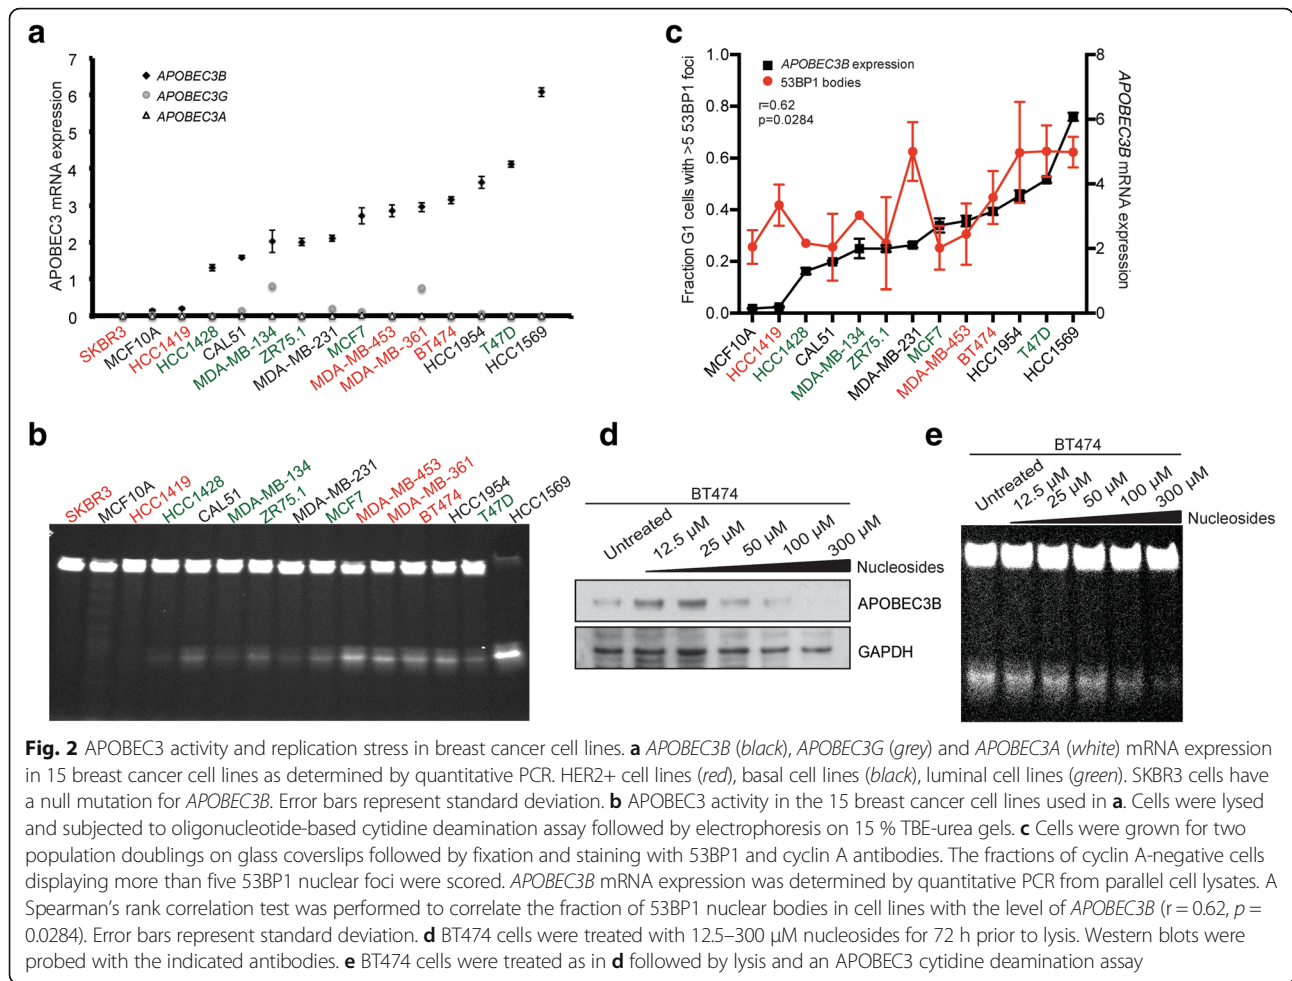 a
7
6
5
4
3
2
1
0
APOBEC3 mRNA expression
APOBEC3B
APOBEC3G
APOBEC3A
SKBR3
MCF10A
HCC1419
HCC1428
CAL51
MDA-MB-134
ZR75.1
MDA-MB-231
MCF7
MDA-MB-453
MDA-MB-361
BT474
HCC1954
T47D
HCC1569
c
1.0
0.8
0.6
0.4
0.2
0.0
Fraction G1 cells with >5 53BP1 foci
APOBEC3B expression
53BP1 bodies
r=0.62
p=0.0284
8
6
4
2
0
APOBEC3B mRNA expression
MCF10A
HCC1419
HCC1428
CAL51
MDA-MB-134
ZR75.1
MDA-MB-231
MCF7
MDA-MB-453
BT474
HCC1954
T47D
HCC1569
b
SKBR3
MCF10A
HCC1419
HCC1428
CAL51
MDA-MB-134
ZR75.1
MDA-MB-231
MCF7
MDA-MB-453
MDA-MB-361
BT474
HCC1954
T47D
HCC1569
d
BT474
Untreated
12.5 µM
25 µM
50 µM
100 µM
300 µM
Nucleosides
APOBEC3B
GAPDH
e
BT474
Untreated
12.5 µM
25 µM
50 µM
100 µM
300 µM
Nucleosides
Fig. 2 APOBEC3 activity and replication stress in breast cancer cell lines. a APOBEC3B (black), APOBEC3G (grey) and APOBEC3A (white) mRNA expression
in 15 breast cancer cell lines as determined by quantitative PCR. HER2+ cell lines (red), basal cell lines (black), luminal cell lines (green). SKBR3 cells have
a null mutation for APOBEC3B. Error bars represent standard deviation. b APOBEC3 activity in the 15 breast cancer cell lines used in a. Cells were lysed
and subjected to oligonucleotide-based cytidine deamination assay followed by electrophoresis on 15 % TBE-urea gels. c Cells were grown for two
population doublings on glass coverslips followed by fixation and staining with 53BP1 and cyclin A antibodies. The fractions of cyclin A-negative cells
displaying more than five 53BP1 nuclear foci were scored. APOBEC3B mRNA expression was determined by quantitative PCR from parallel cell lysates. A
Spearman's rank correlation test was performed to correlate the fraction of 53BP1 nuclear bodies in cell lines with the level of APOBEC3B (r = 0.62, p =
0.0284). Error bars represent standard deviation. d BT474 cells were treated with 12.5–300 µM nucleosides for 72 h prior to lysis. Western blots were
probed with the indicated antibodies. e BT474 cells were treated as in d followed by lysis and an APOBEC3 cytidine deamination assay